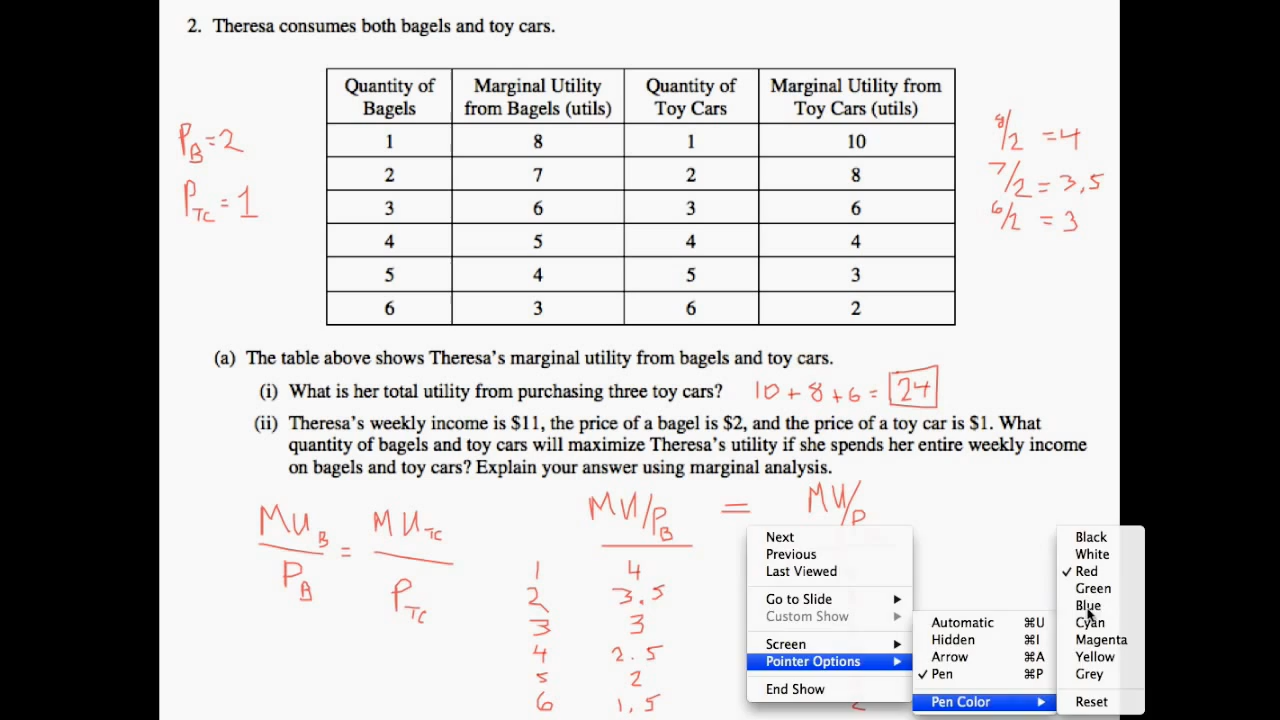 2. Theresa consumes both bagels and toy cars.
Quantity of Bagels | Marginal Utility from Bagels (utils) | Quantity of Toy Cars | Marginal Utility from Toy Cars (utils)
1 8 1 10
2 7 2 8
3 6 3 6
4 5 4 4
5 4 5 3
6 3 6 2
P_B = 2
P_TC = 1
8/2 = 4
7/2 = 3,5
6/2 = 3
(a) The table above shows Theresa's marginal utility from bagels and toy cars.
(i) What is her total utility from purchasing three toy cars? 10 + 8 + 6 = 24
(ii) Theresa's weekly income is $11, the price of a bagel is $2, and the price of a toy car is $1. What
quantity of bagels and toy cars will maximize Theresa's utility if she spends her entire weekly income
on bagels and toy cars? Explain your answer using marginal analysis.
MU_B / P_B = MU_TC / P_TC
MU/P_B = MU/P
1 4
2 3.5
3 3
4 2.5
5 2
6 1,5
Next
Previous
Last Viewed
Go to Slide
Custom Show
Screen
Pointer Options
End Show
Automatic ⌘U
Hidden ⌘I
Arrow ⌘A
✓ Pen ⌘P
Pen Color
Black
White
✓ Red
Green
Blue
Cyan
Magenta
Yellow
Grey
Reset